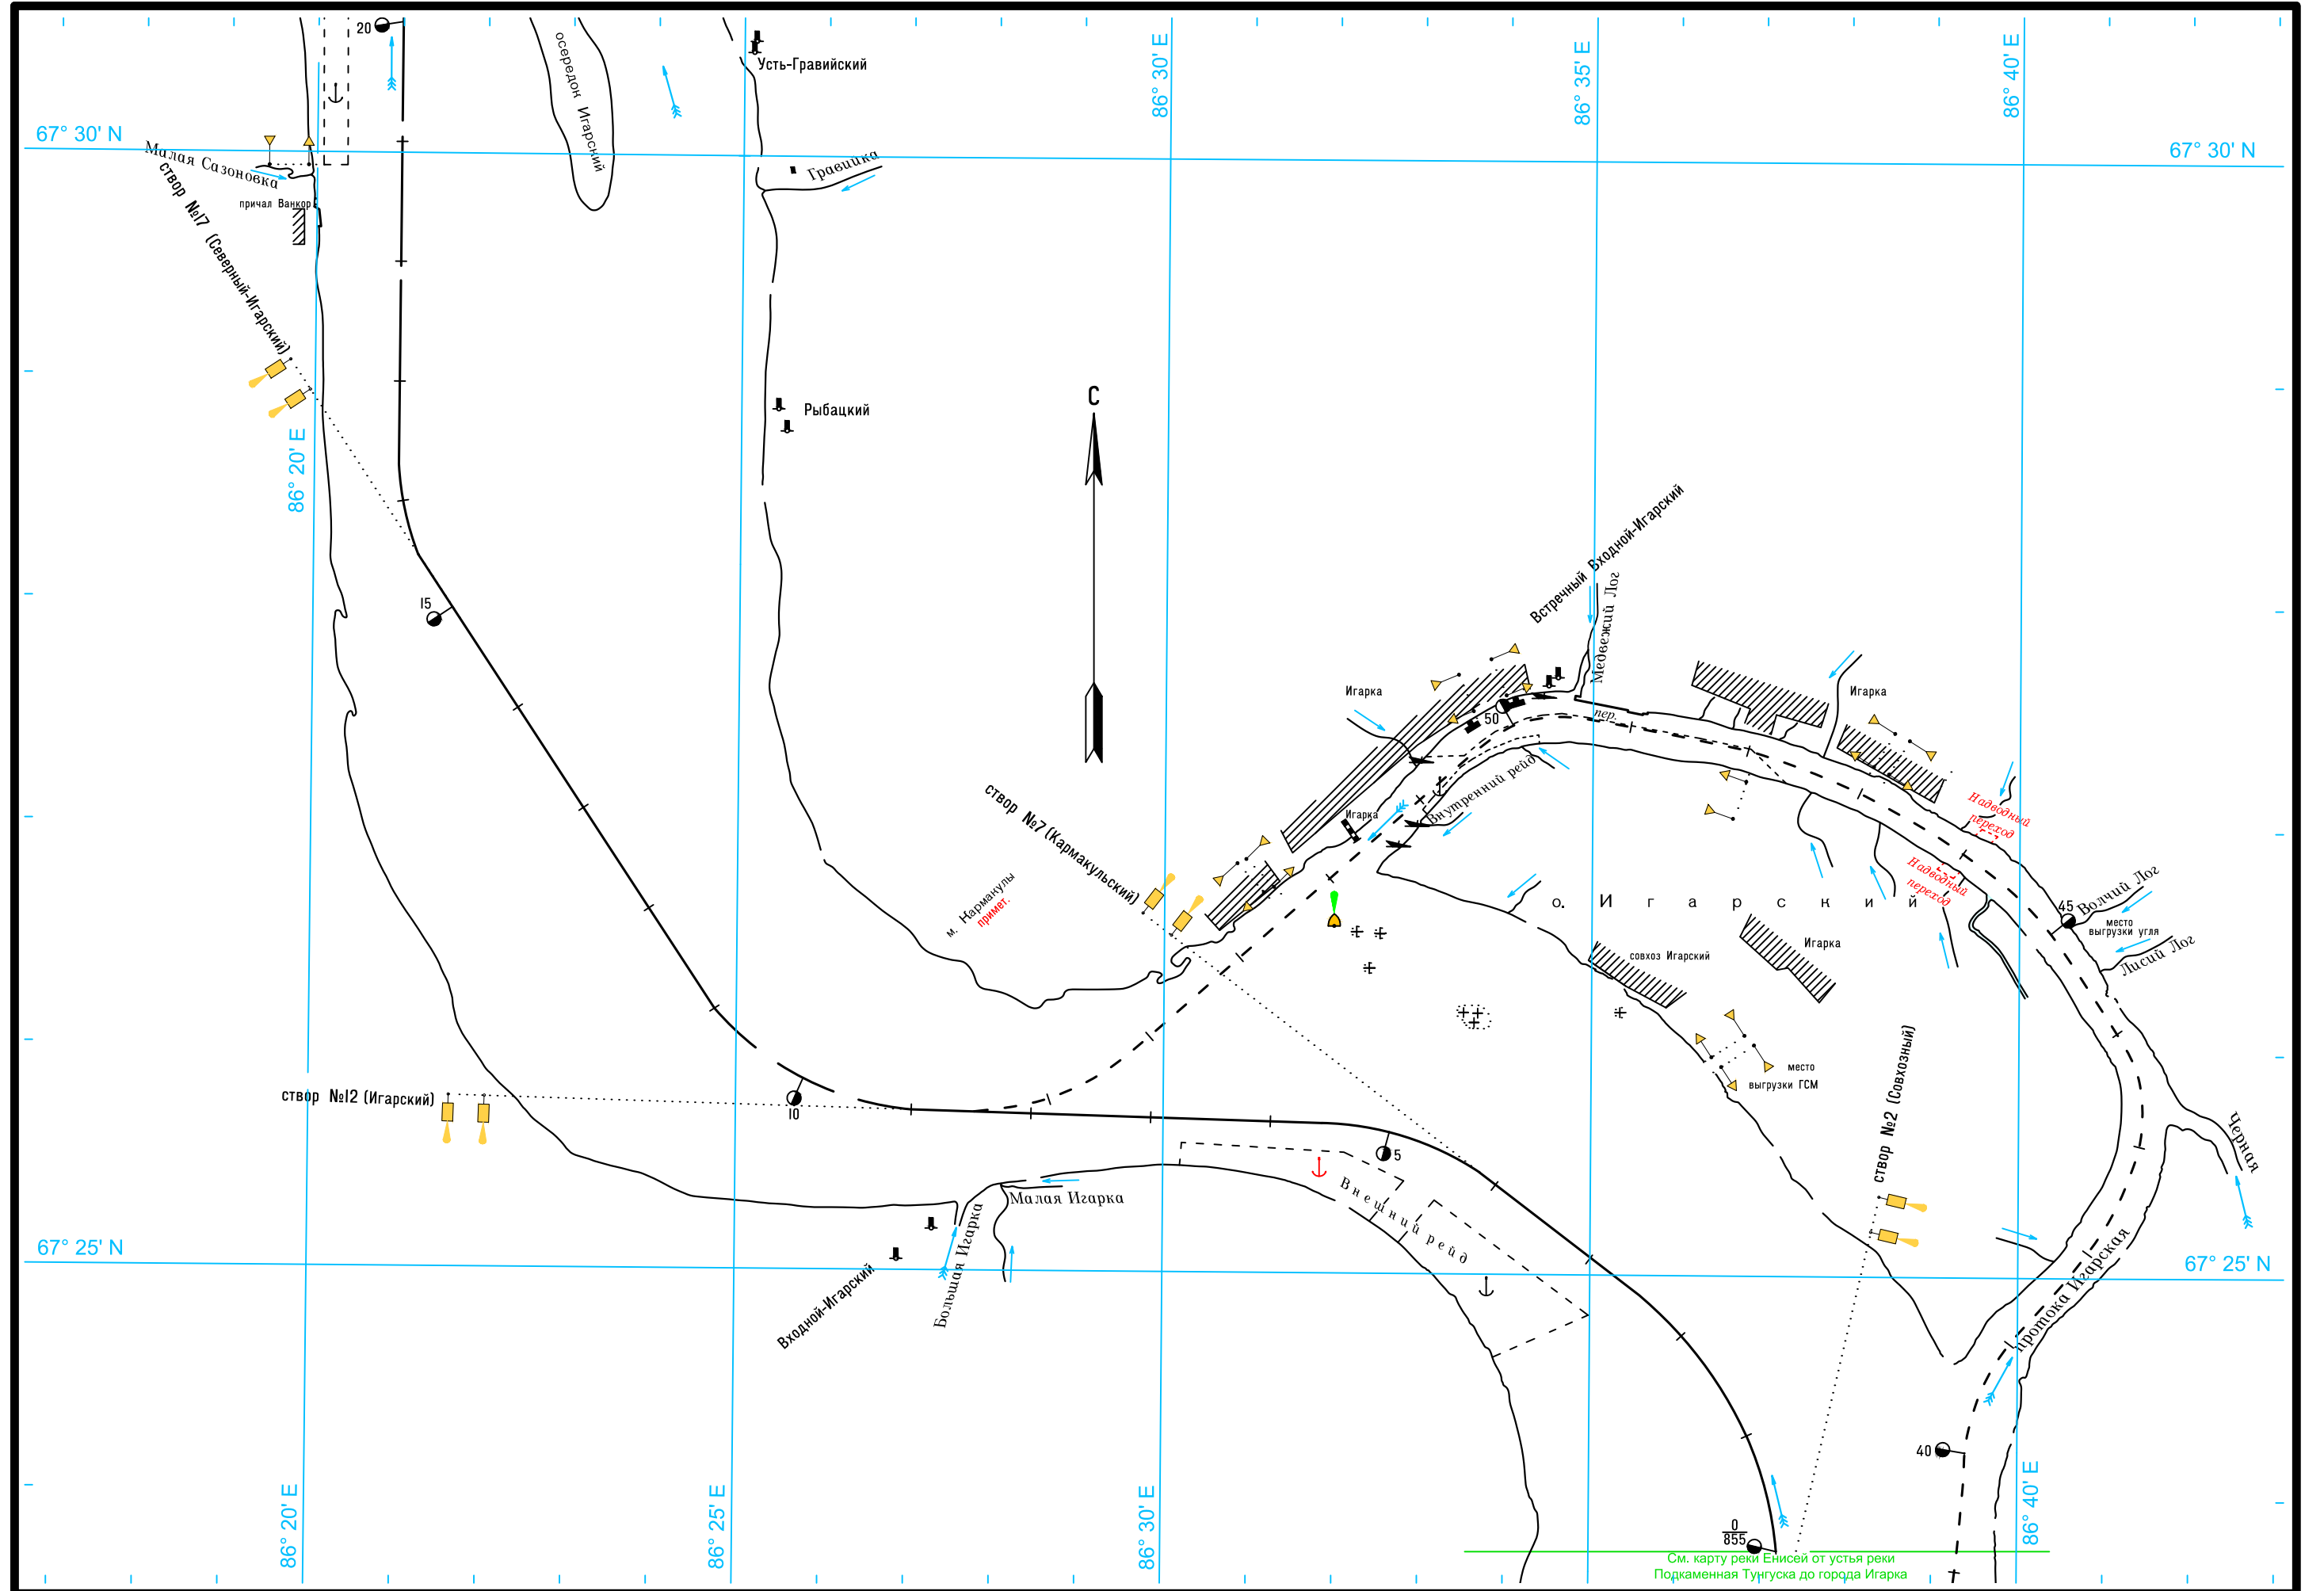 20
осередок Игарский
Усть-Гравийский
86° 30' E
86° 35' E
86° 40' E
67° 30' N
67° 30' N
Малая Сазоновка
Гравийка
створ №17 (Северный-Игарский)
причал Ванкор
86° 20' E
Рыбацкий
С
15
Встречный Входной-Игарский
Медвежий Лог
Игарка
50
пер.
Игарка
Внутренний рейд
Игарка
створ №7 (Кармакульский)
Надводный
переход
Надводный
переход
м. Кармакулы
примет.
о. Игарский
45
Волчий Лог
место
выгрузки угля
Лисий Лог
совхоз Игарский
Игарка
створ №12 (Игарский)
10
место
выгрузки ГСМ
створ №2 (Совхозный)
Черная
5
Внешний рейд
Малая Игарка
Большая Игарка
Входной-Игарский
протока Игарская
67° 25' N
67° 25' N
40
86° 20' E
86° 25' E
86° 30' E
86° 40' E
0
855
См. карту реки Енисей от устья реки
Подкаменная Тунгуска до города Игарка